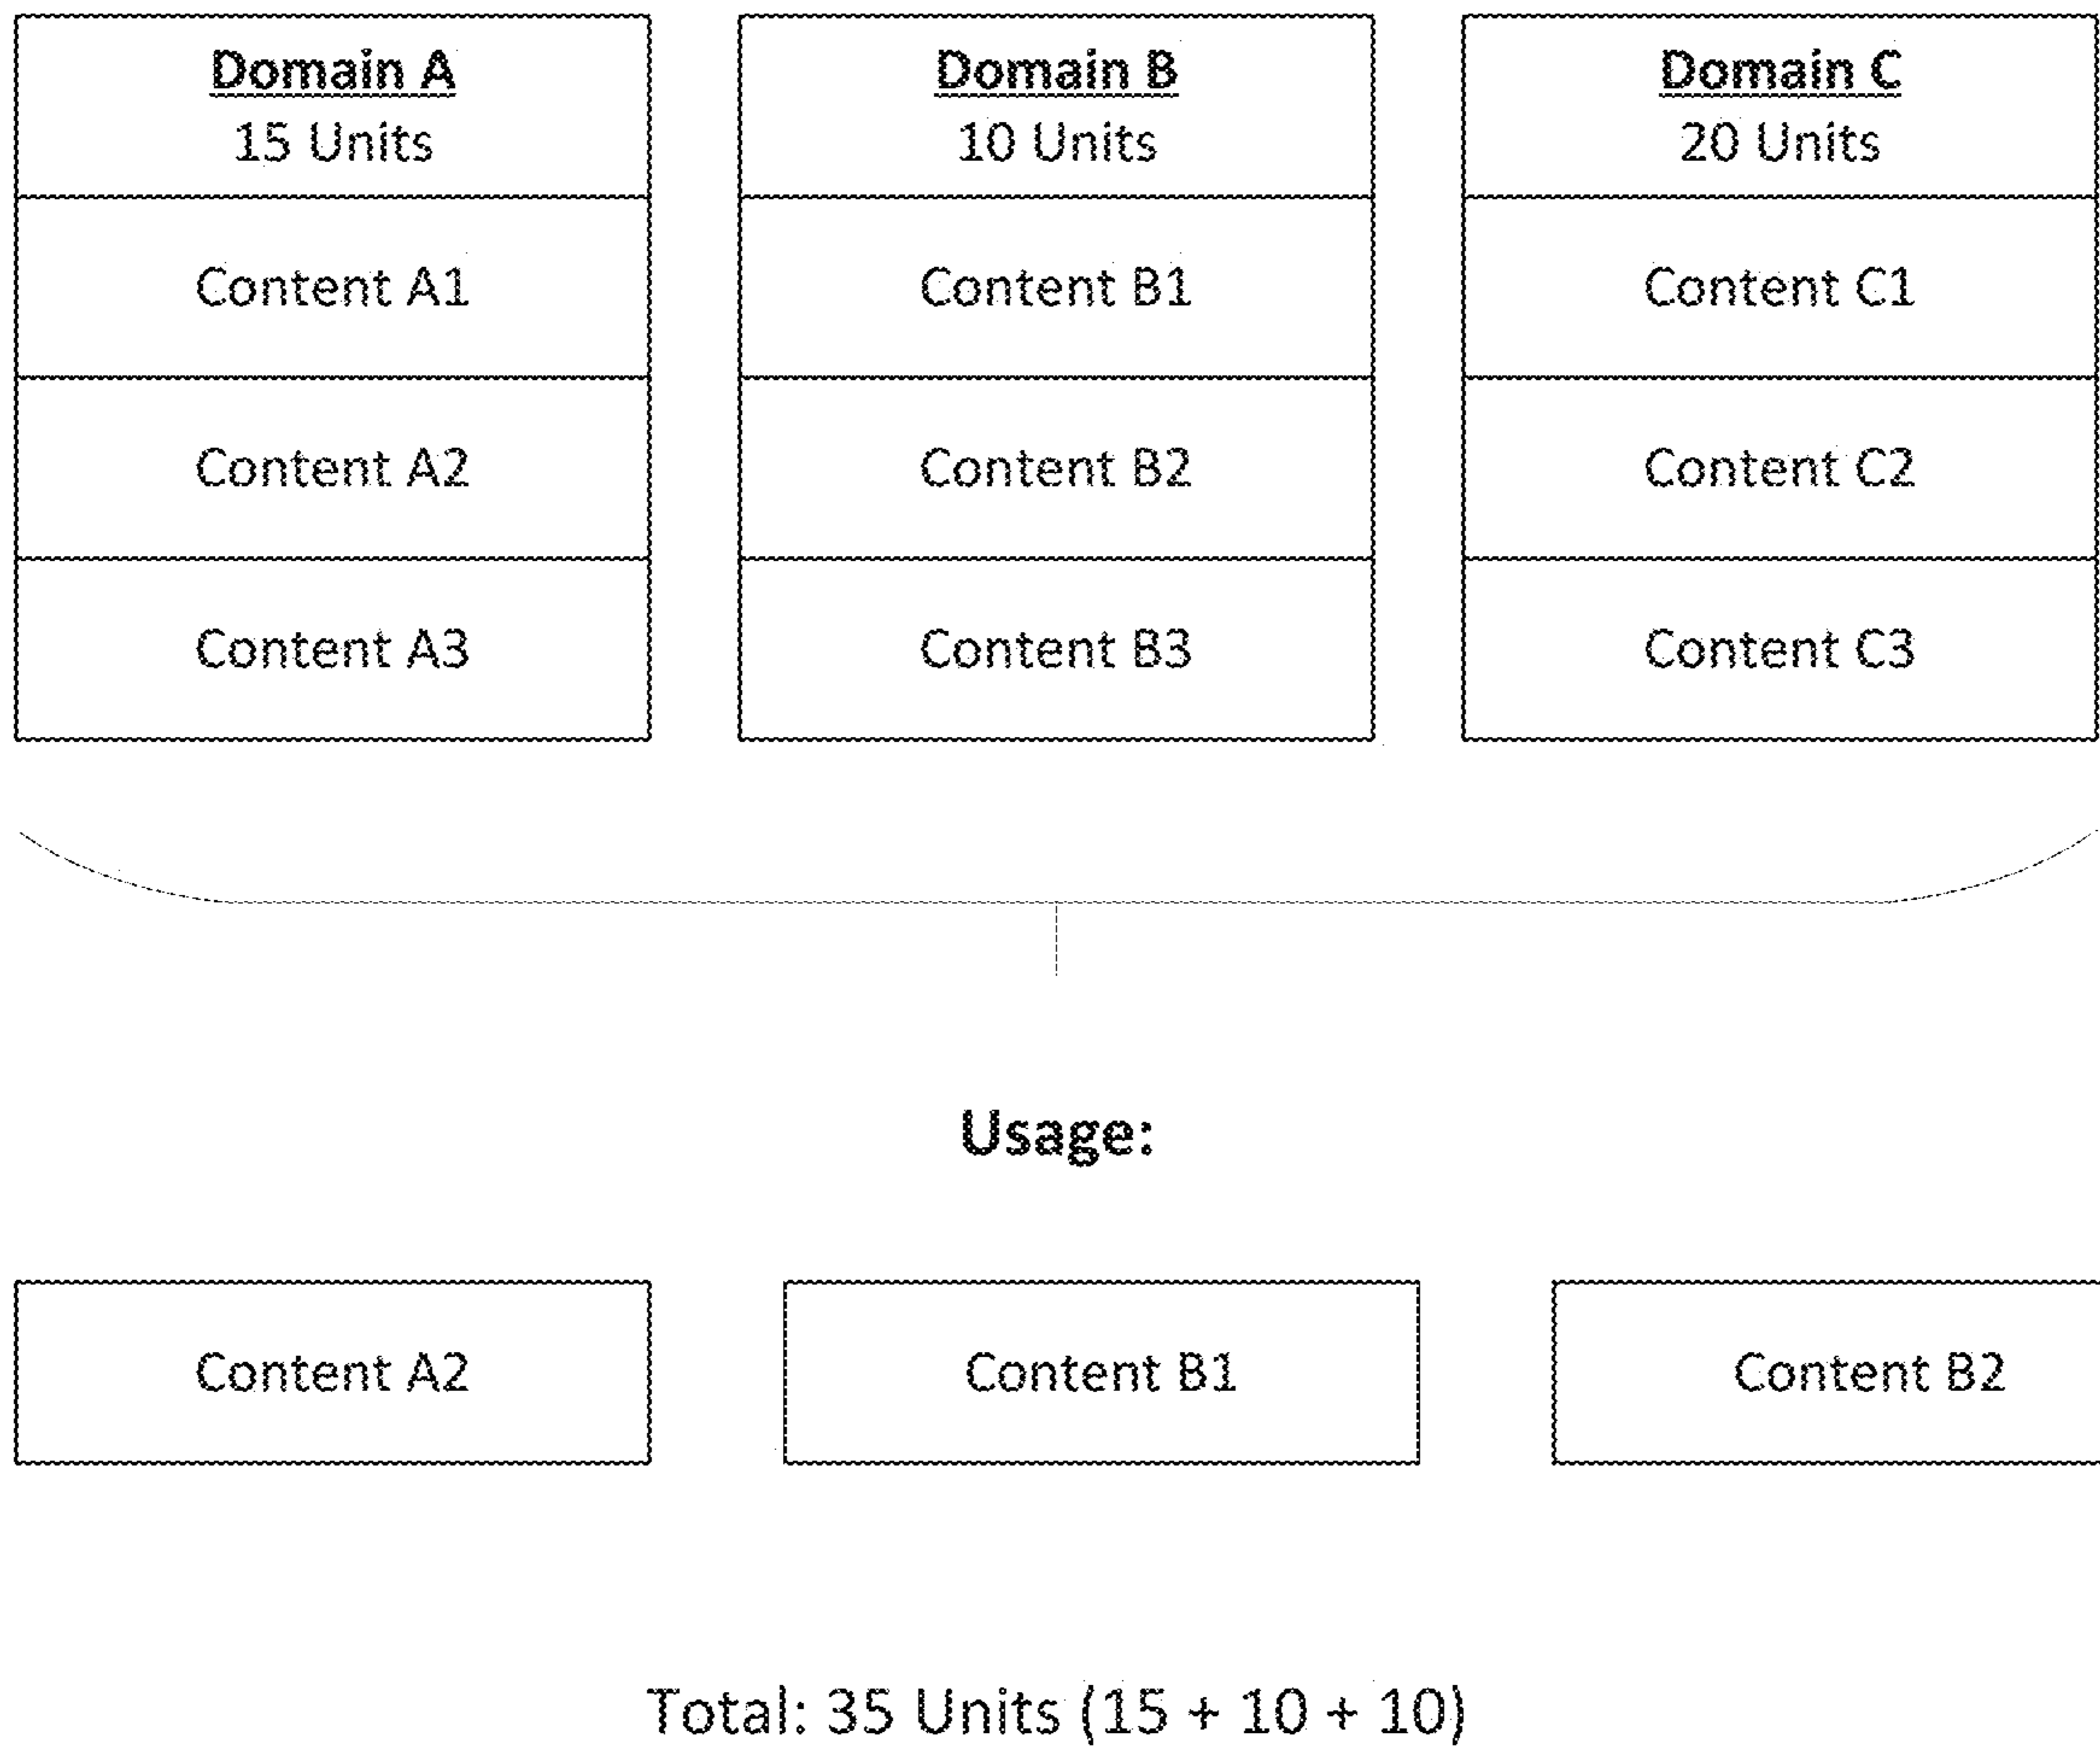 Domain A
15 Units
Content A1
Content A2
Content A3
Domain B
10 Units
Content B1
Content B2
Content B3
Domain C
20 Units
Content C1
Content C2
Content C3
Usage:
Content A2
Content B1
Content B2
Total: 35 Units (15 + 10 + 10)